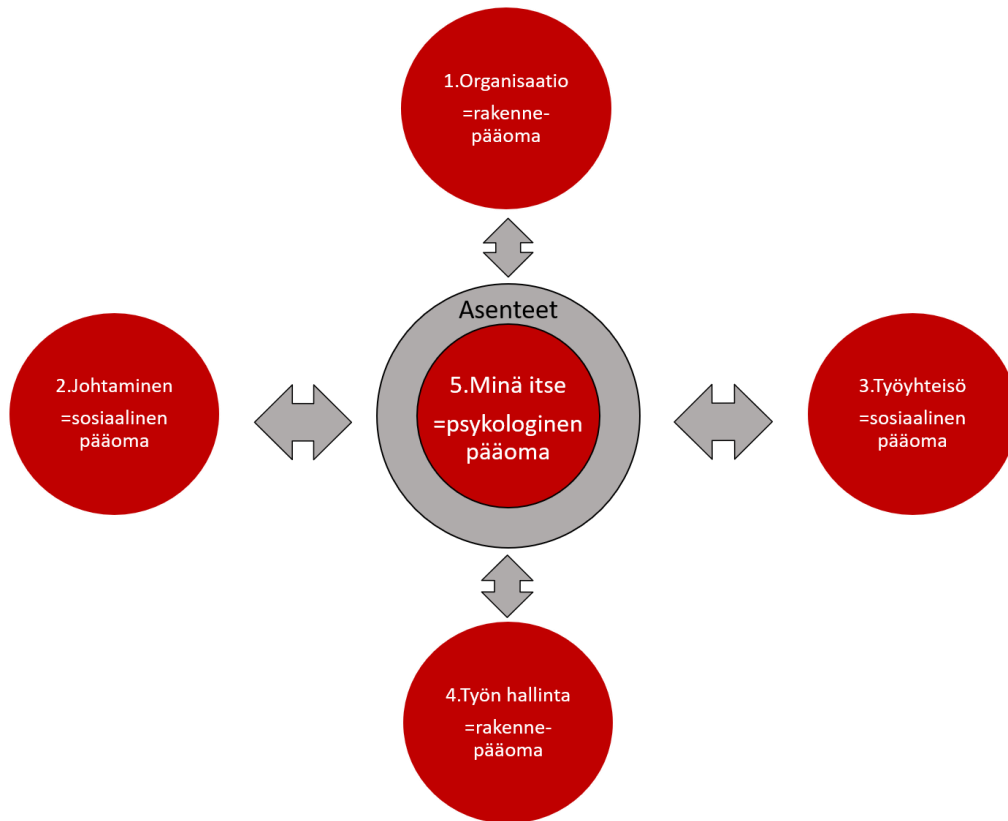 1.Organisaatio
=rakenne-
pääoma
Asenteet
2.Johtaminen
=sosiaalinen
pääoma
5.Minä itse
=psykologinen
pääoma
3.Työyhteisö
=sosiaalinen
pääoma
4.Työn hallinta
=rakenne-
pääoma